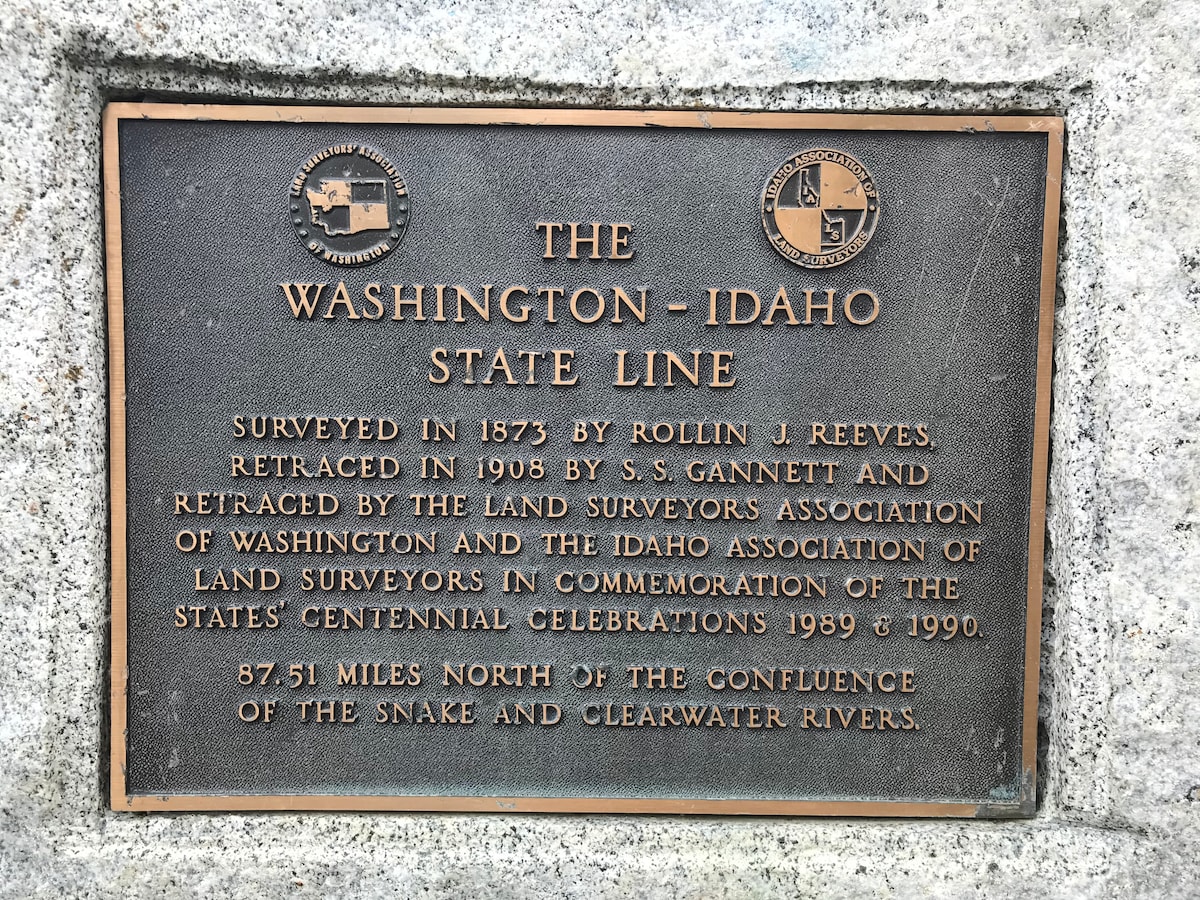 LAND SURVEYORS' ASSOCIATION
OF WASHINGTON
IDAHO ASSOCIATION OF
LAND SURVEYORS
THE
WASHINGTON - IDAHO
STATE LINE
SURVEYED IN 1873 BY ROLLIN J. REEVES,
RETRACED IN 1908 BY S. S. GANNETT AND
RETRACED BY THE LAND SURVEYORS ASSOCIATION
OF WASHINGTON AND THE IDAHO ASSOCIATION OF
LAND SURVEYORS IN COMMEMORATION OF THE
STATES' CENTENNIAL CELEBRATIONS 1989 & 1990.
87.51 MILES NORTH OF THE CONFLUENCE
OF THE SNAKE AND CLEARWATER RIVERS.